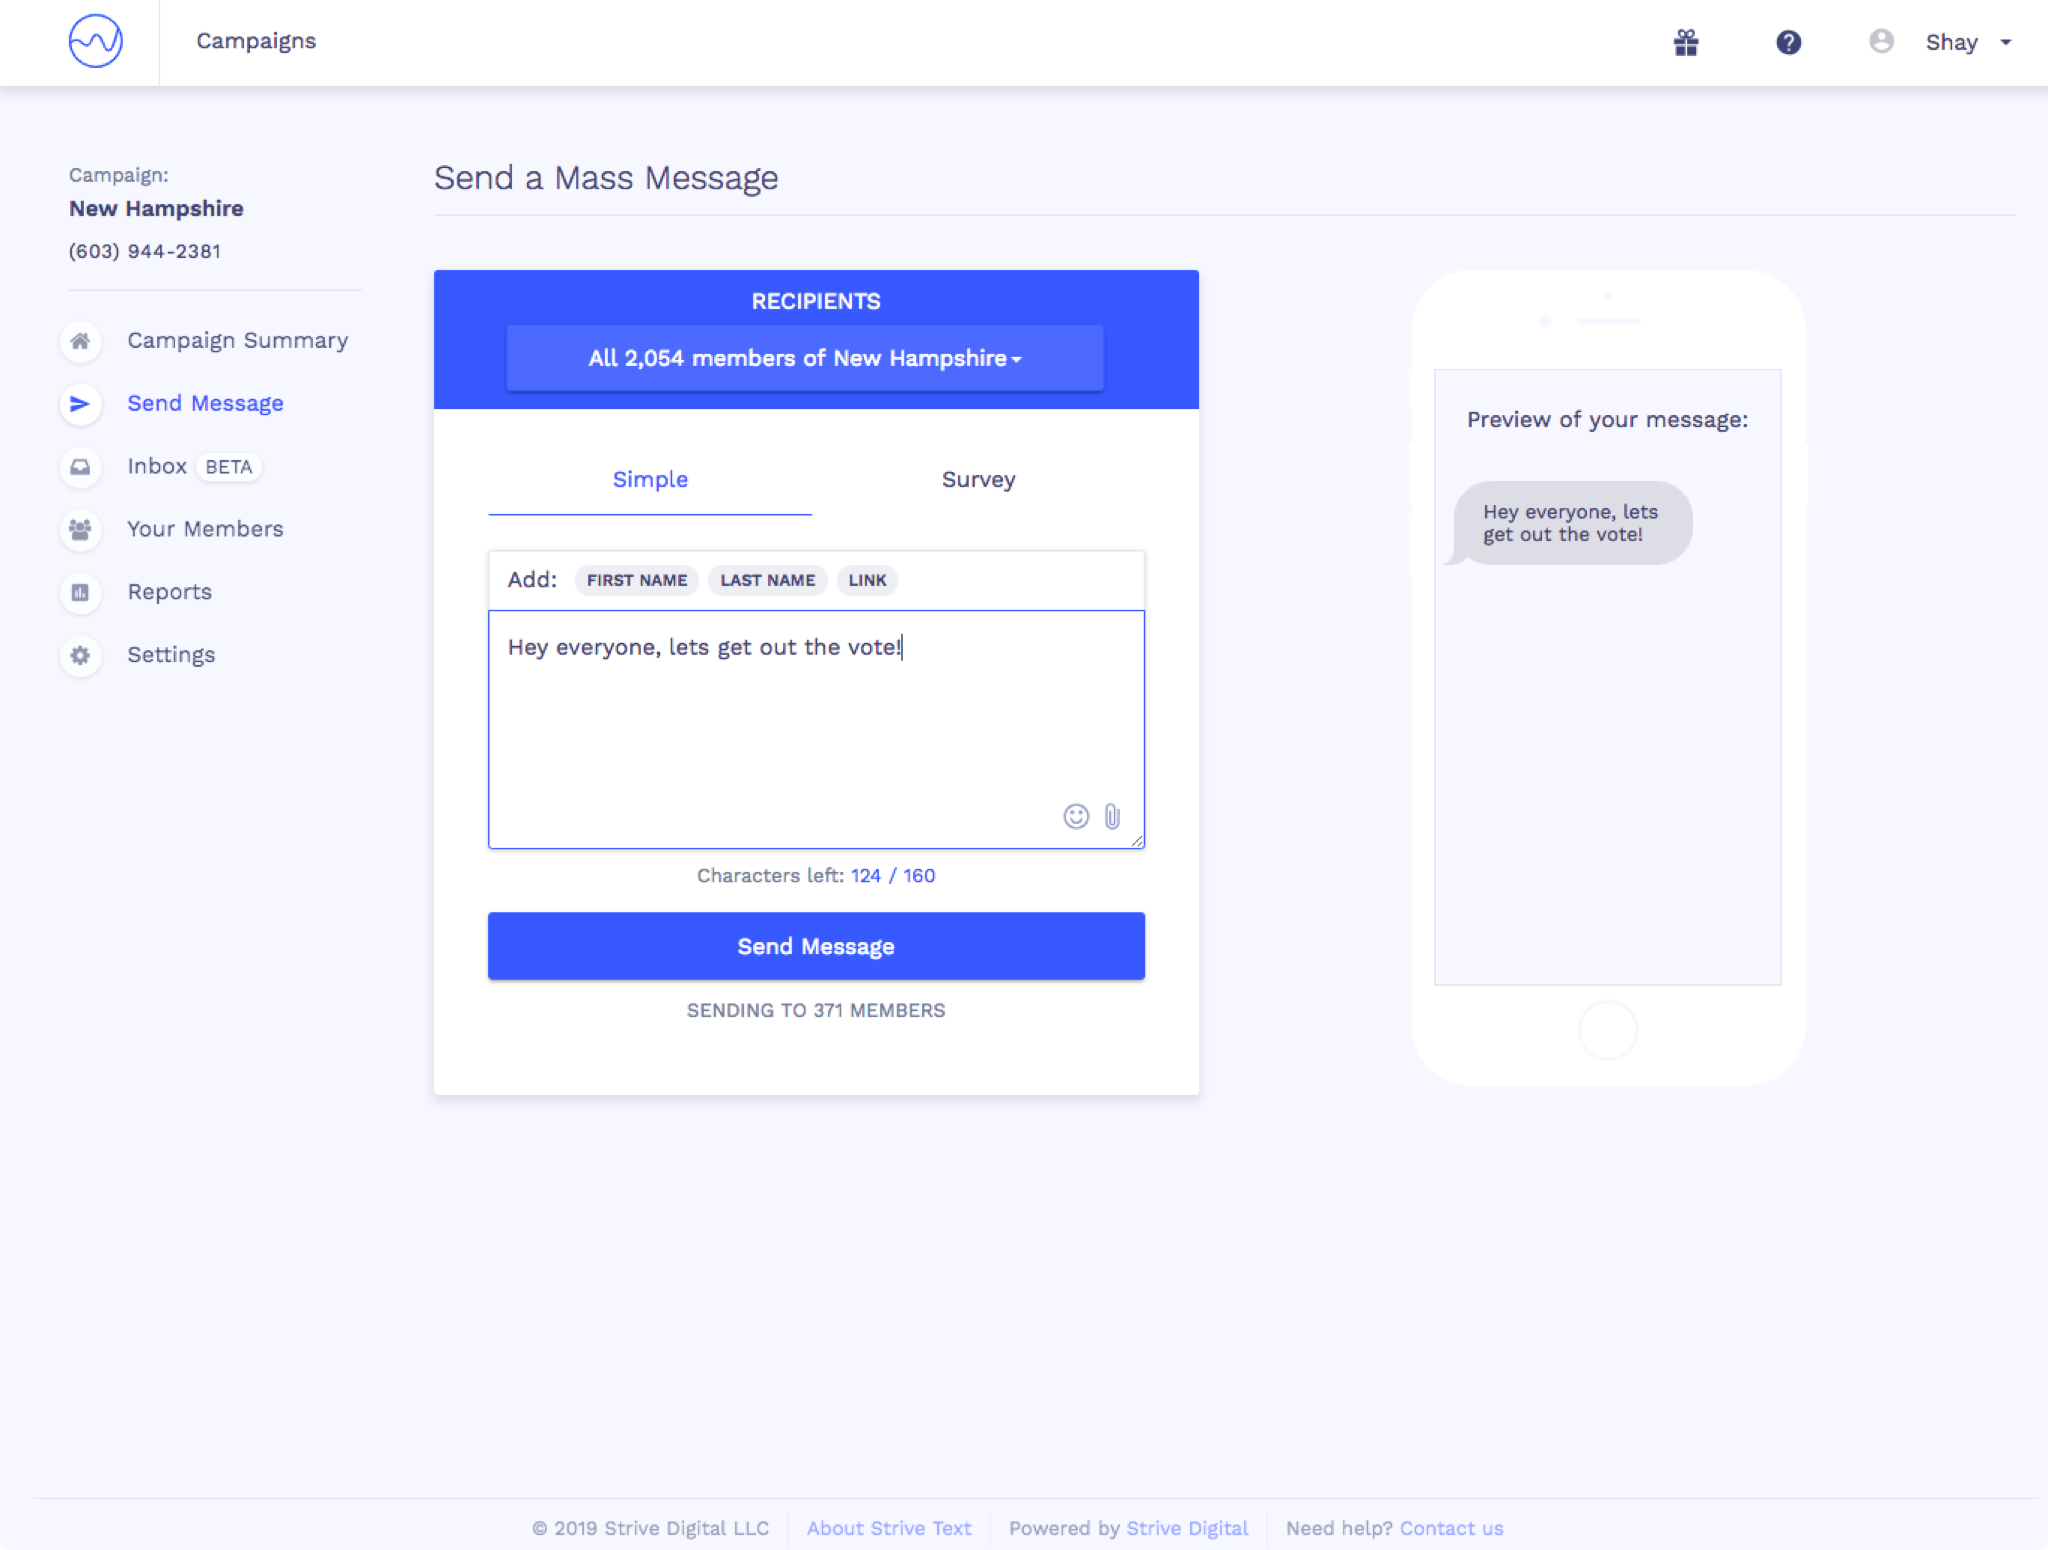 Campaigns
Shay
Campaign:
New Hampshire
(603) 944-2381
Campaign Summary
Send Message
Inbox BETA
Your Members
Reports
Settings
Send a Mass Message
RECIPIENTS
All 2,054 members of New Hampshire
Simple Survey
Add: FIRST NAME LAST NAME LINK
Hey everyone, lets get out the vote!
Characters left: 124 / 160
Send Message
SENDING TO 371 MEMBERS
Preview of your message:
Hey everyone, lets
get out the vote!
© 2019 Strive Digital LLC About Strive Text Powered by Strive Digital Need help? Contact us